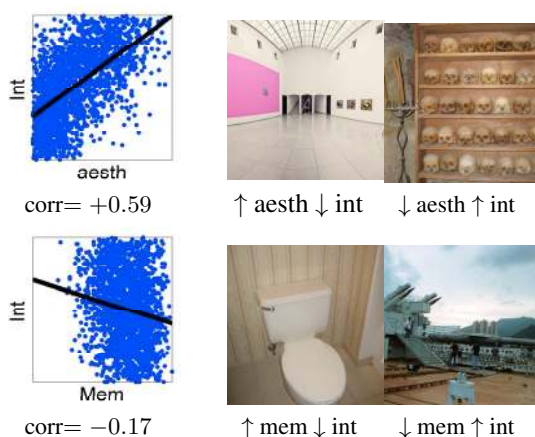 Int
aesth
corr= +0.59
↑ aesth ↓ int
↓ aesth ↑ int
Int
Mem
corr= −0.17
↑ mem ↓ int
↓ mem ↑ int